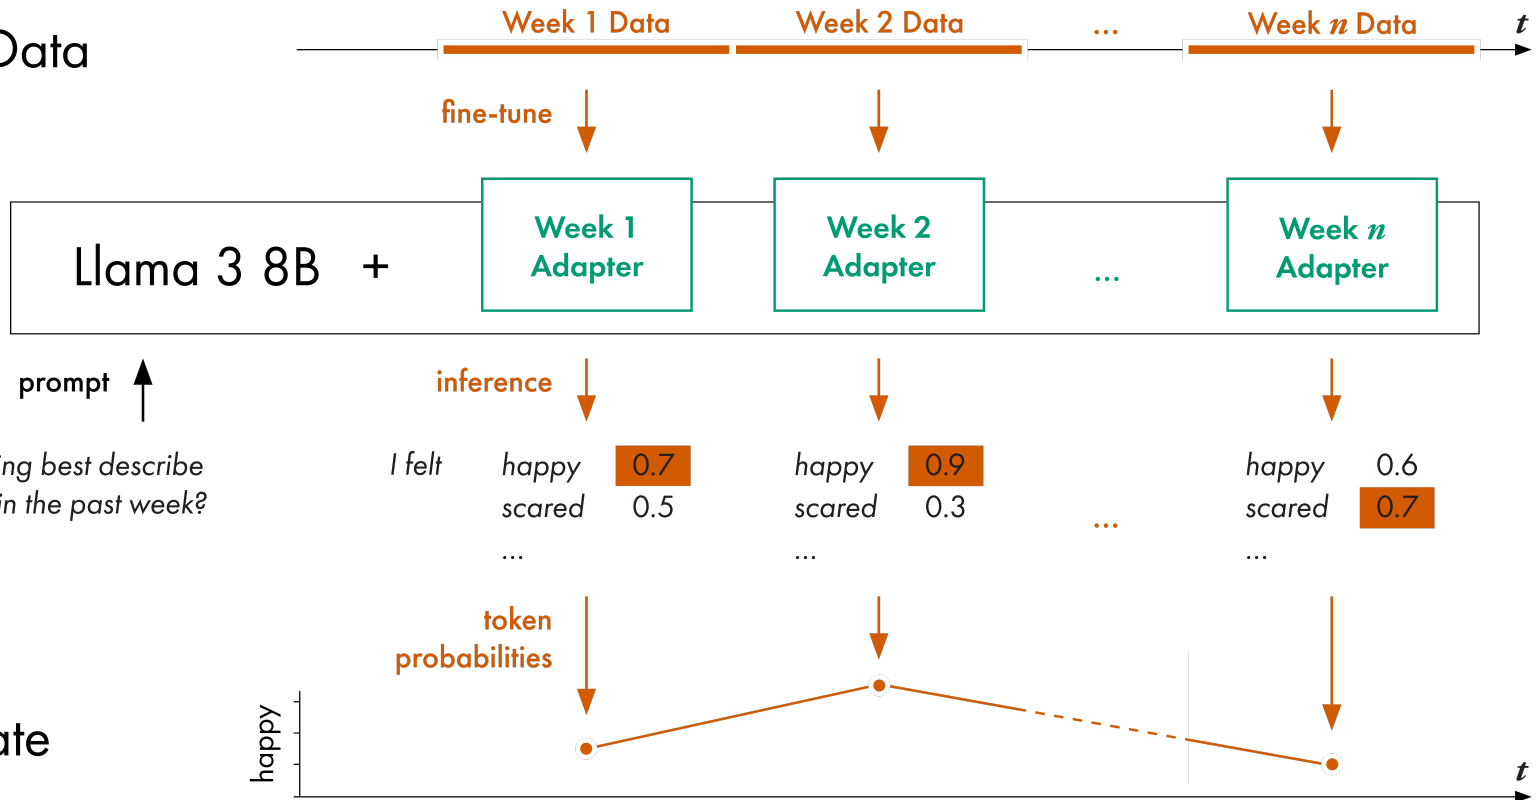 Data
Week 1 Data
Week 2 Data
...
Week n Data
t
fine-tune
Llama 3 8B +
Week 1
Adapter
Week 2
Adapter
...
Week n
Adapter
prompt
inference
ing best describe
in the past week?
I felt
happy 0.7
scared 0.5
...
happy 0.9
scared 0.3
...
...
happy 0.6
scared 0.7
...
token
probabilities
ate
happy
t